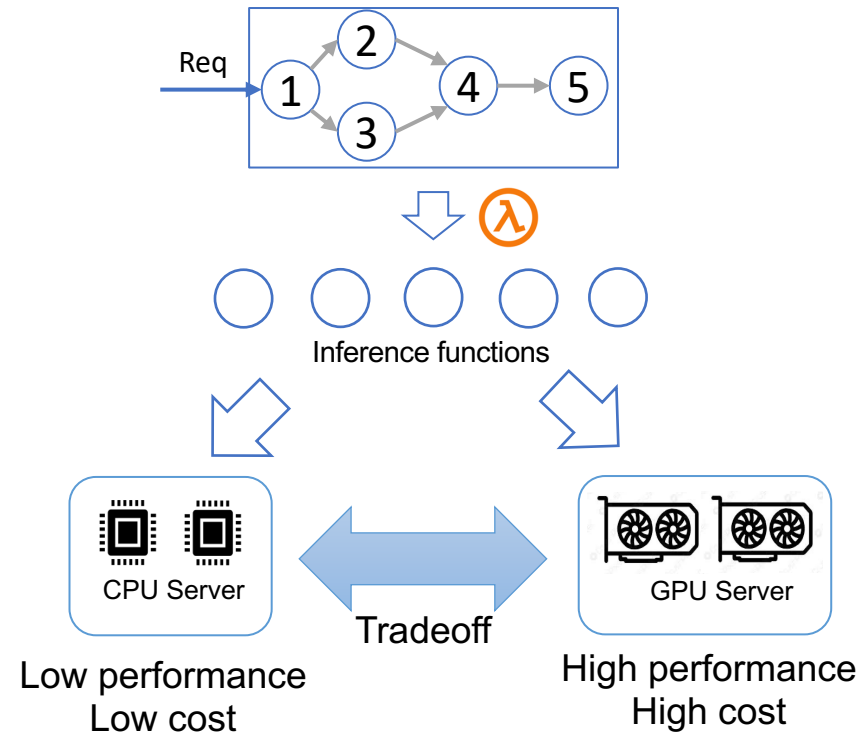 Req
1
2
3
4
5
λ
Inference functions
CPU Server
GPU Server
Tradeoff
Low performance
Low cost
High performance
High cost